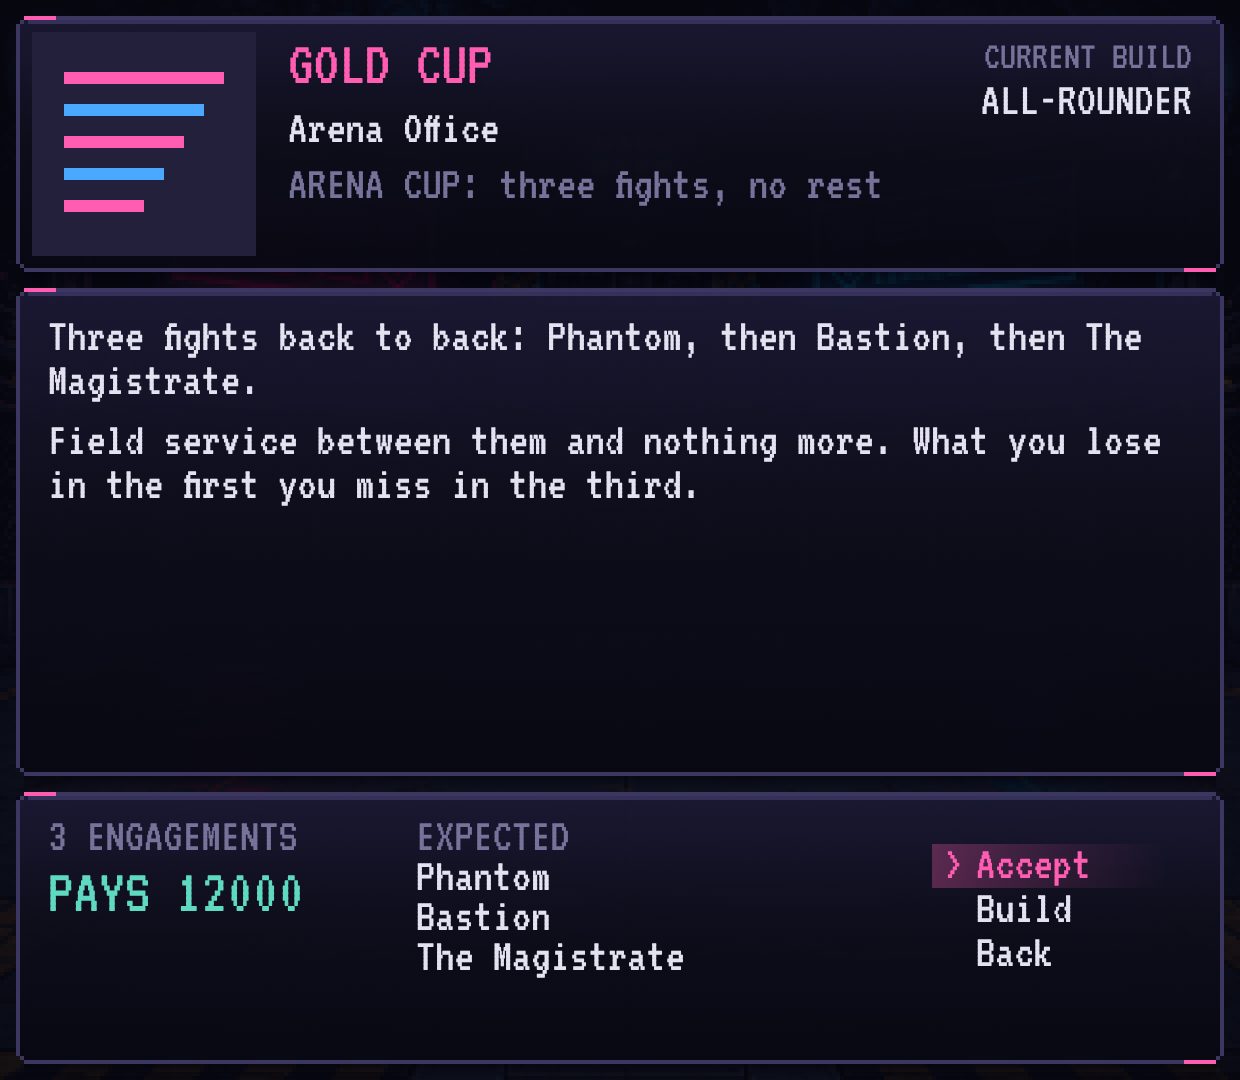 GOLD CUP
CURRENT BUILD
Arena Office
ALL-ROUNDER
ARENA CUP: three fights, no rest
Three fights back to back: Phantom, then Bastion, then The
Magistrate.
Field service between them and nothing more. What you lose
in the first you miss in the third.
3 ENGAGEMENTS
PAYS 12000
EXPECTED
Phantom
Bastion
The Magistrate
> Accept
Build
Back